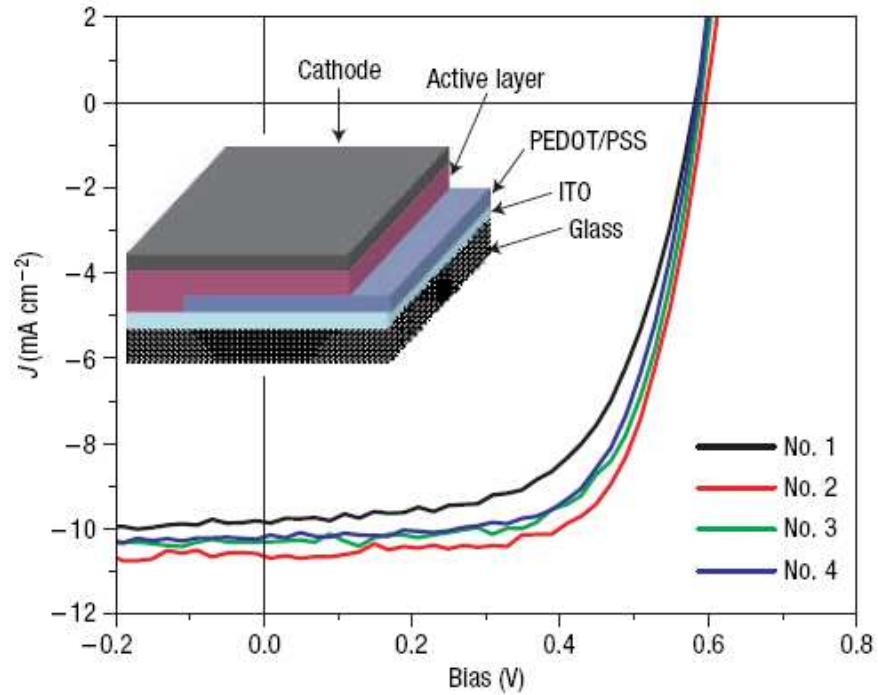 2
0
−2
−4
−6
−8
−10
−12
J (mA cm−2)
Cathode
Active layer
PEDOT/PSS
ITO
Glass
No. 1
No. 2
No. 3
No. 4
−0.2
0.0
0.2
0.4
0.6
0.8
Bias (V)